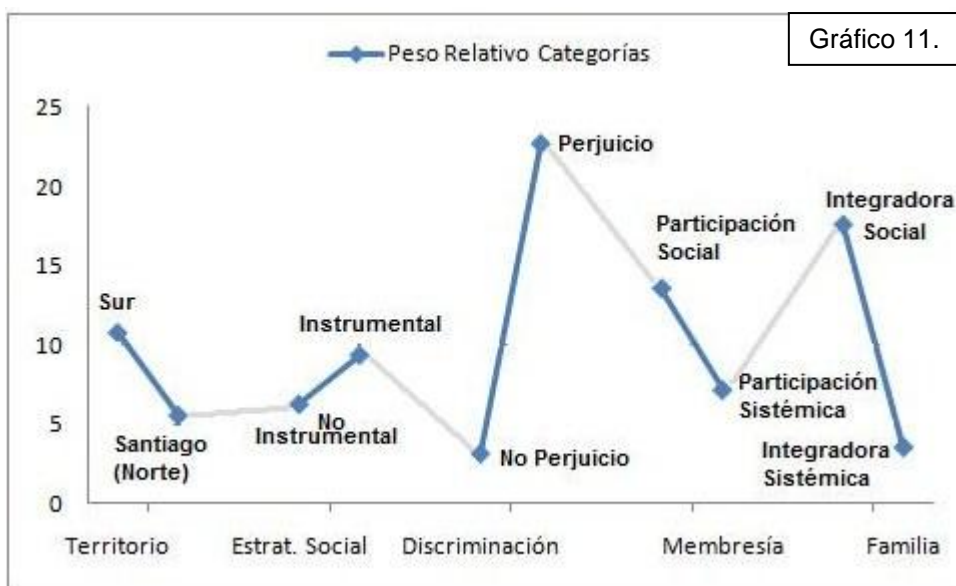 Gráfico 11.
Peso Relativo Categorías
25
20
15
10
5
0
Sur
Santiago
(Norte)
Instrumental
No
Instrumental
Perjuicio
No Perjuicio
Participación
Social
Participación
Sistémica
Integradora
Social
Integradora
Sistémica
Territorio
Estrat. Social
Discriminación
Membresía
Familia